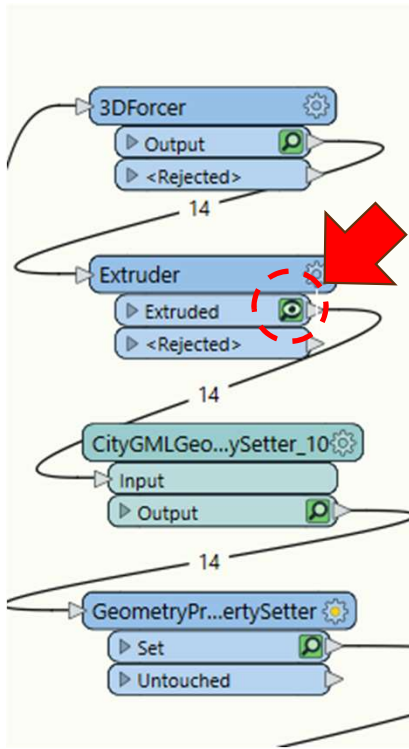 3DForcer
Output
<Rejected>
14
Extruder
Extruded
<Rejected>
14
CityGMLGeo...ySetter_10
Input
Output
14
GeometryPr...ertySetter
Set
Untouched